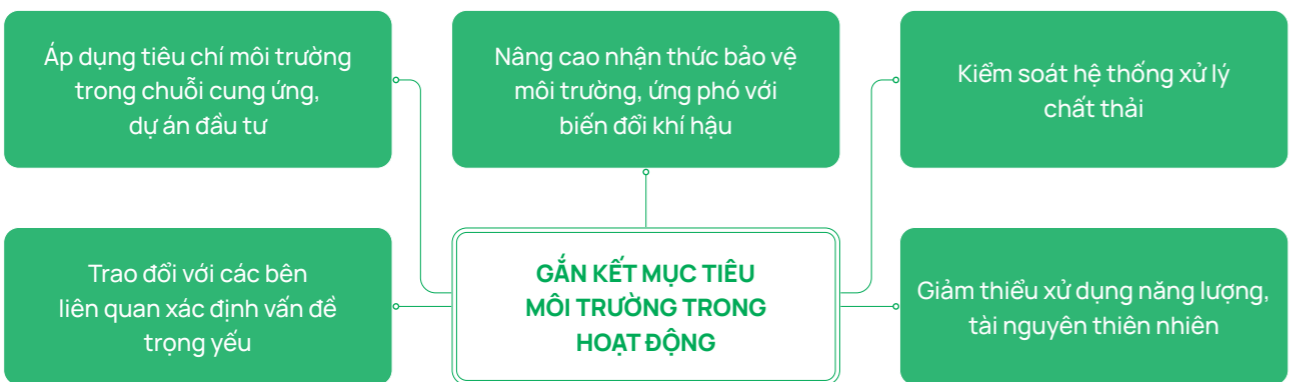 Áp dụng tiêu chí môi trường
trong chuỗi cung ứng,
dự án đầu tư
Nâng cao nhận thức bảo vệ
môi trường, ứng phó với
biến đổi khí hậu
Kiểm soát hệ thống xử lý
chất thải
Trao đổi với các bên
liên quan xác định vấn đề
trọng yếu
GẮN KẾT MỤC TIÊU
MÔI TRƯỜNG TRONG
HOẠT ĐỘNG
Giảm thiểu xử dụng năng lượng,
tài nguyên thiên nhiên